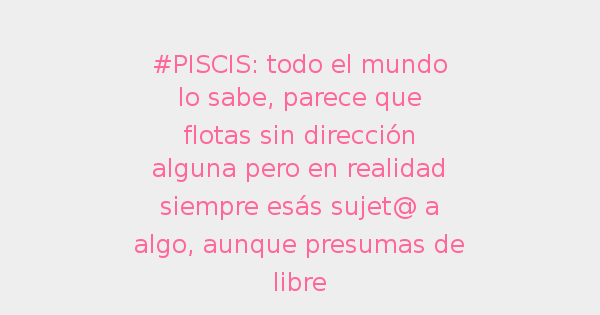 #PISCIS: todo el mundo
lo sabe, parece que
flotas sin dirección
alguna pero en realidad
siempre esás sujet@ a
algo, aunque presumas de
libre